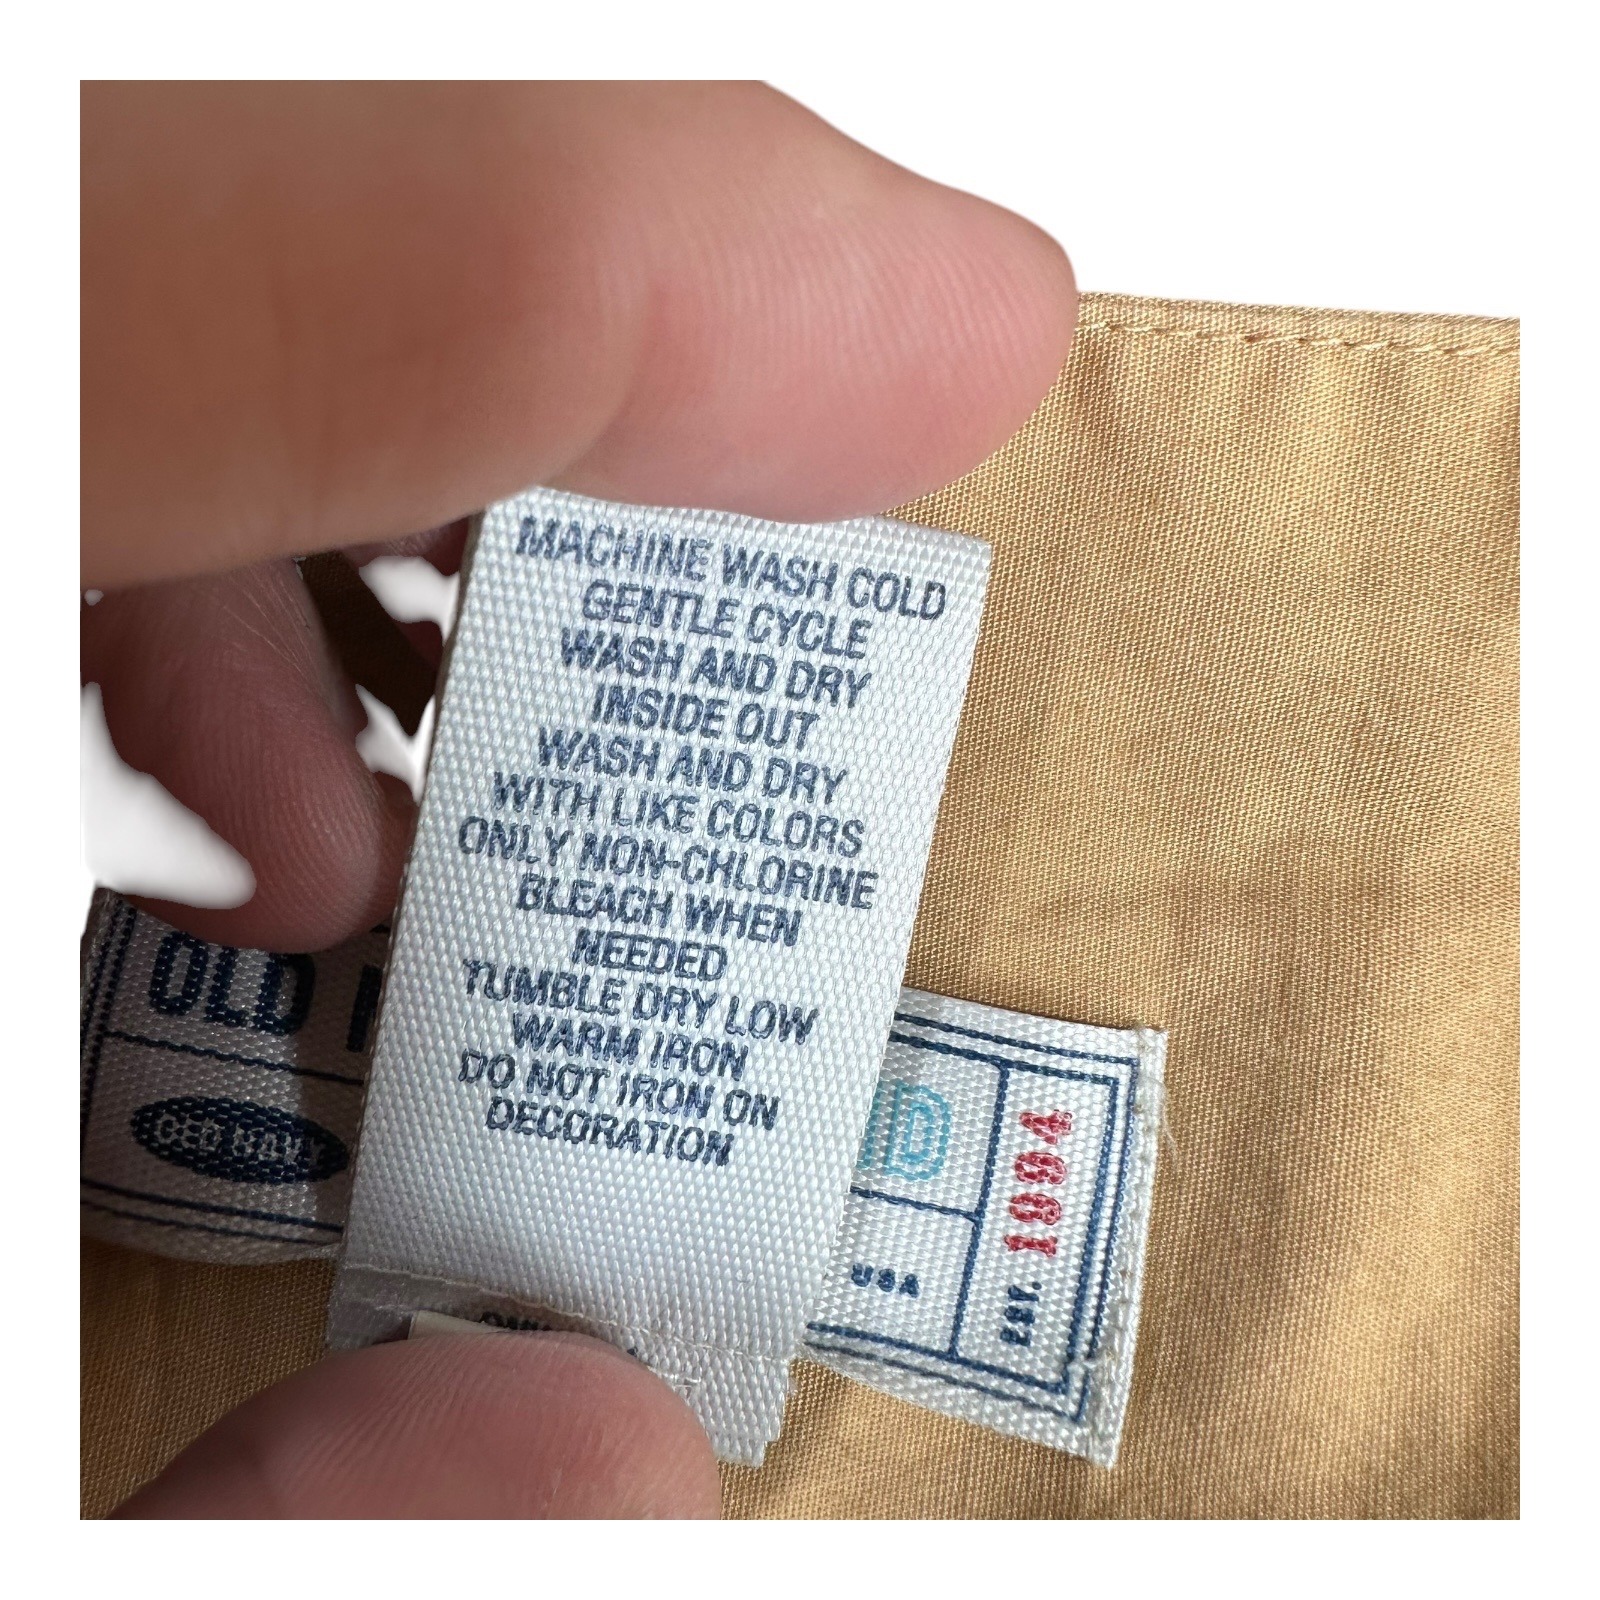 MACHINE WASH COLD
GENTLE CYCLE
WASH AND DRY
INSIDE OUT
WASH AND DRY
WITH LIKE COLORS
ONLY NON-CHLORINE
BLEACH WHEN
NEEDED
TUMBLE DRY LOW
WARM IRON
DO NOT IRON ON
DECORATION
OLD
OLD NAVY
USA
EST. 1994